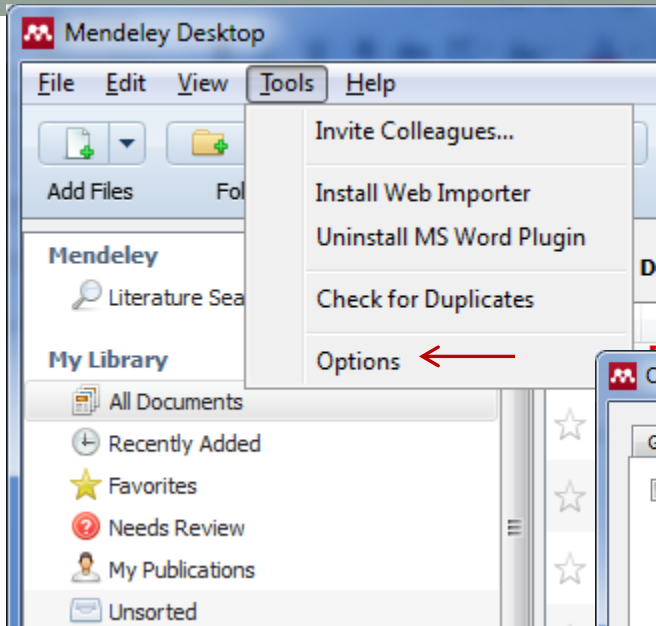 Mendeley Desktop
File Edit View Tools Help
Invite Colleagues...
Add Files Fol
Install Web Importer
Uninstall MS Word Plugin
Mendeley
D
Literature Sea
Check for Duplicates
My Library
Options
All Documents
Recently Added
Favorites
Needs Review
My Publications
Unsorted